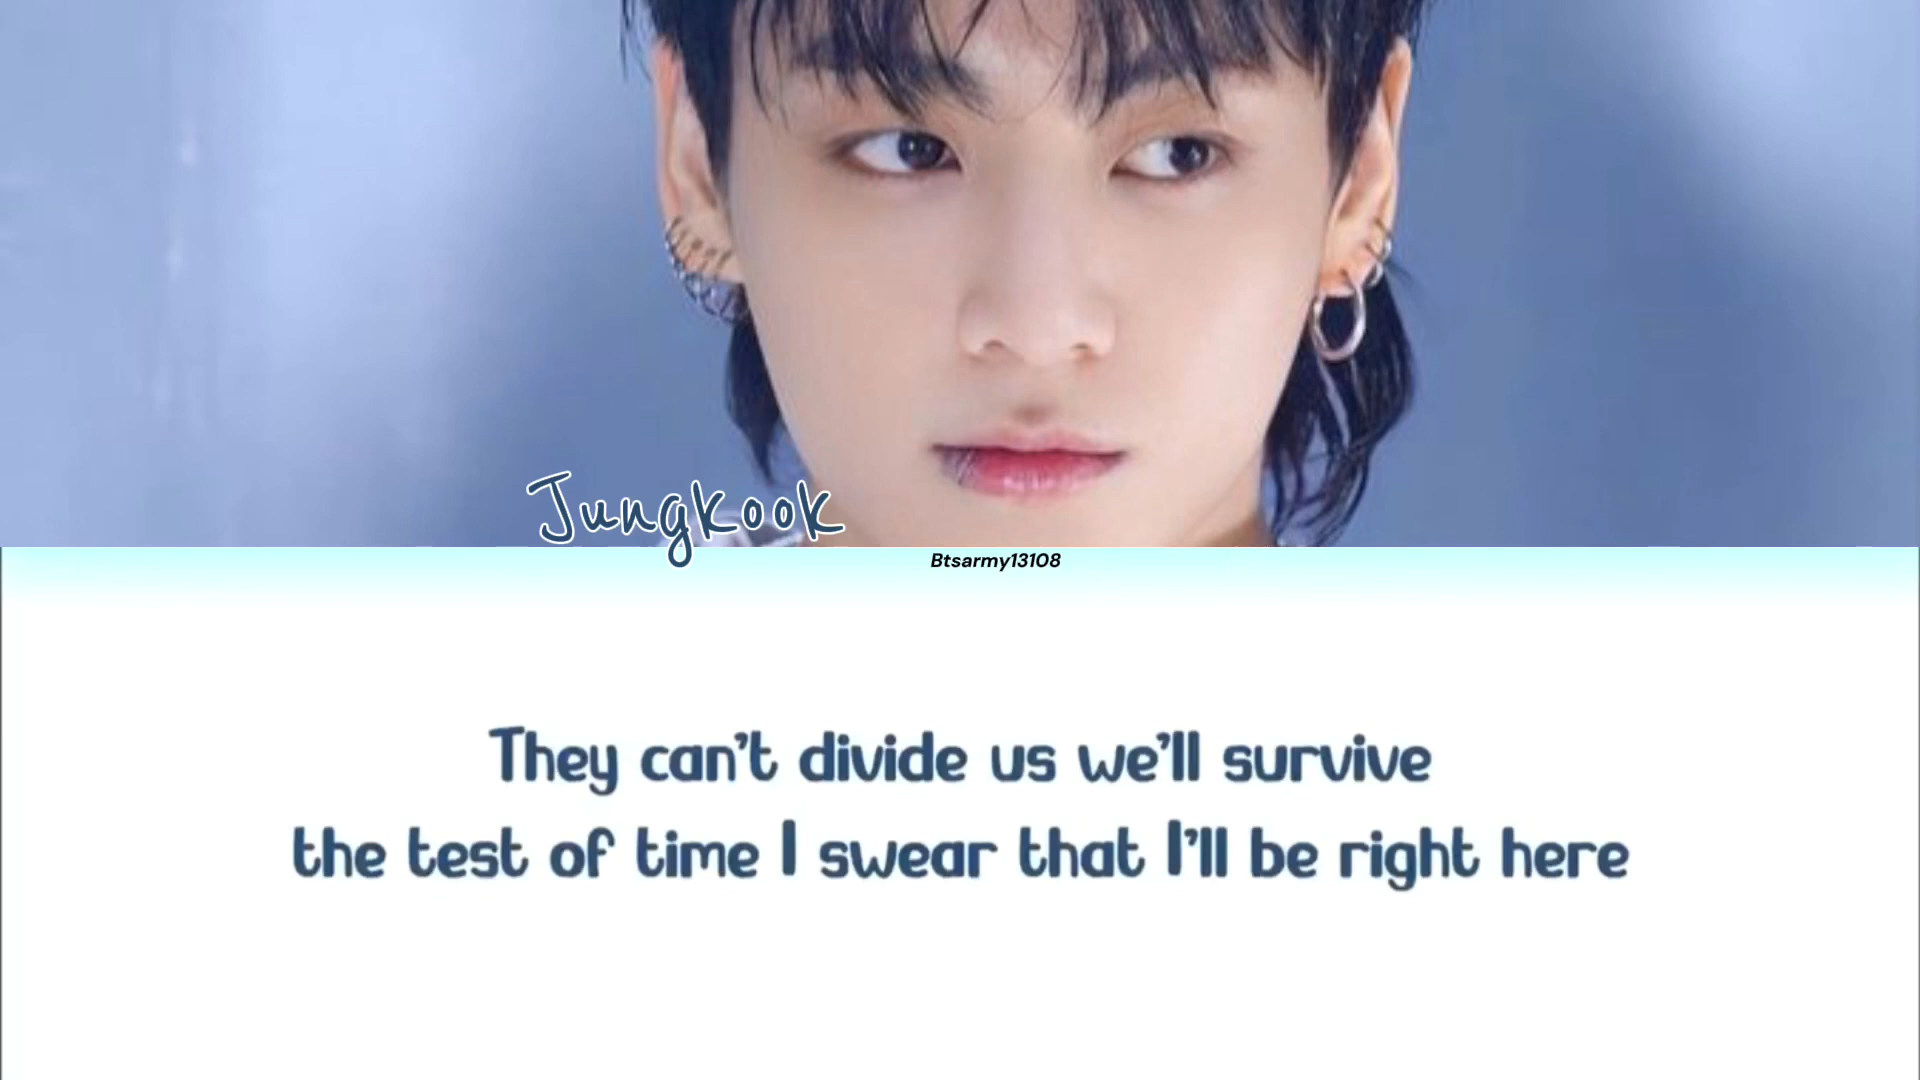 Jungkook
Btsarmy13108
They can't divide us we'll survive
the test of time I swear that I'll be right here